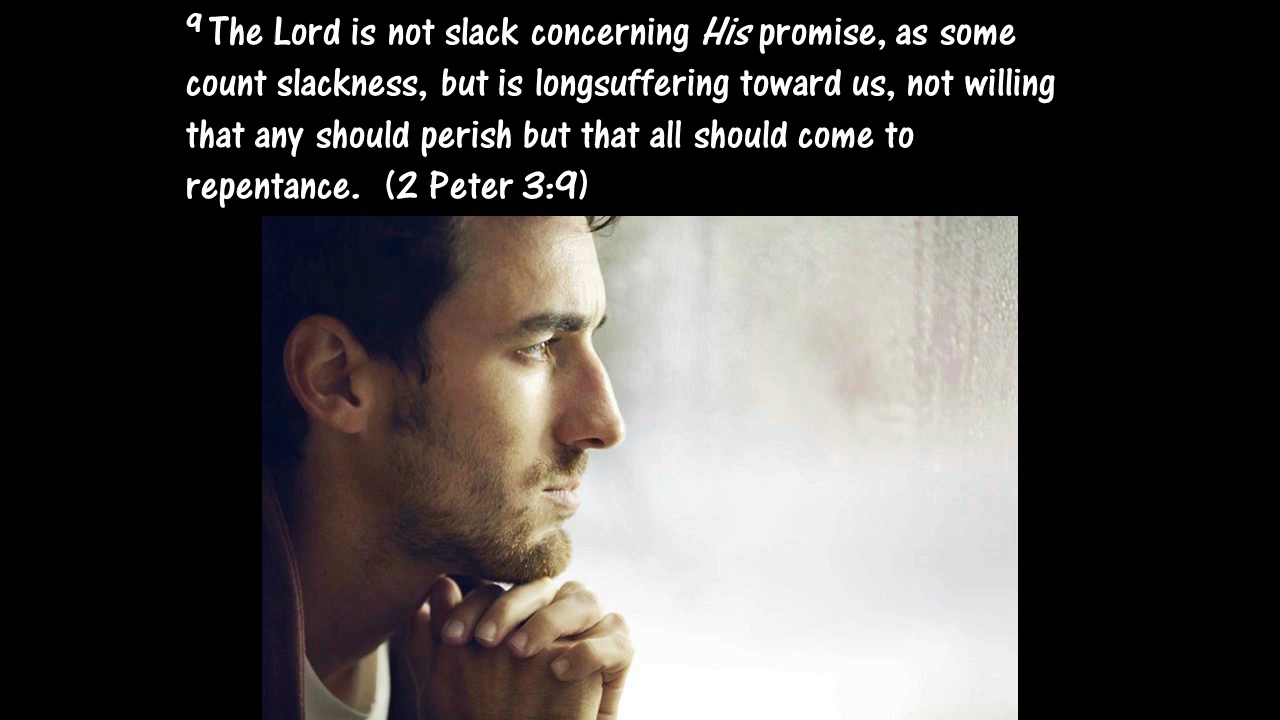 ⁹ The Lord is not slack concerning His promise, as some
count slackness, but is longsuffering toward us, not willing
that any should perish but that all should come to
repentance.  (2 Peter 3:9)